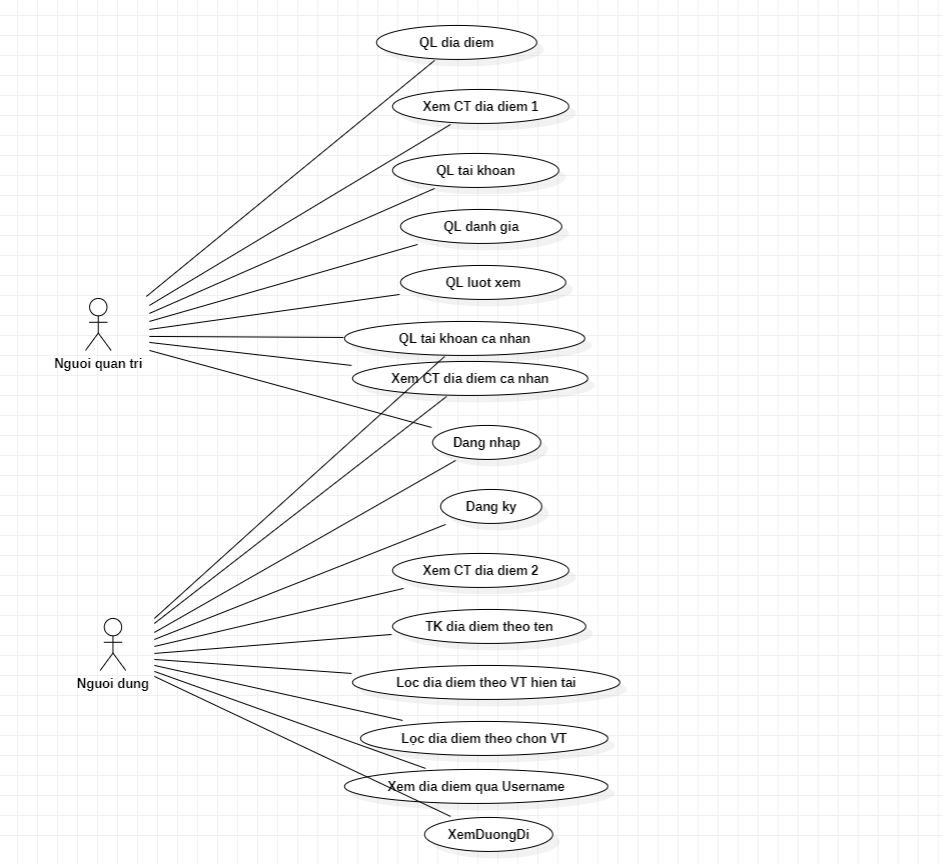 QL dia diem
Xem CT dia diem 1
QL tai khoan
QL danh gia
QL luot xem
QL tai khoan ca nhan
Nguoi quan tri
Xem CT dia diem ca nhan
Dang nhap
Dang ky
Xem CT dia diem 2
TK dia diem theo ten
Nguoi dung
Loc dia diem theo VT hien tai
Lọc dia diem theo chon VT
Xem dia diem qua Username
XemDuongDi